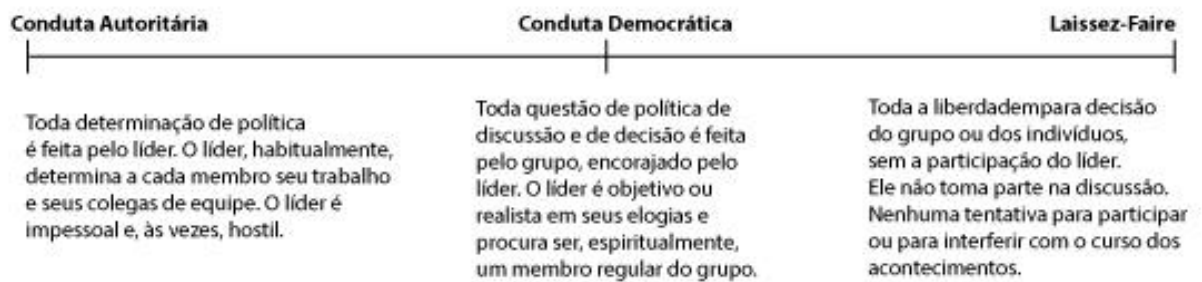 Conduta Autoritária
Conduta Democrática
Laissez-Faire
Toda determinação de política
é feita pelo líder. O líder, habitualmente,
determina a cada membro seu trabalho
e seus colegas de equipe. O líder é
impessoal e, às vezes, hostil.
Toda questão de política de
discussão e de decisão é feita
pelo grupo, encorajado pelo
líder. O líder é objetivo ou
realista em seus elogias e
procura ser, espiritualmente,
um membro regular do grupo.
Toda a liberdadempara decisão
do grupo ou dos indivíduos,
sem a participação do líder.
Ele não toma parte na discussão.
Nenhuma tentativa para participar
ou para interferir com o curso dos
acontecimentos.